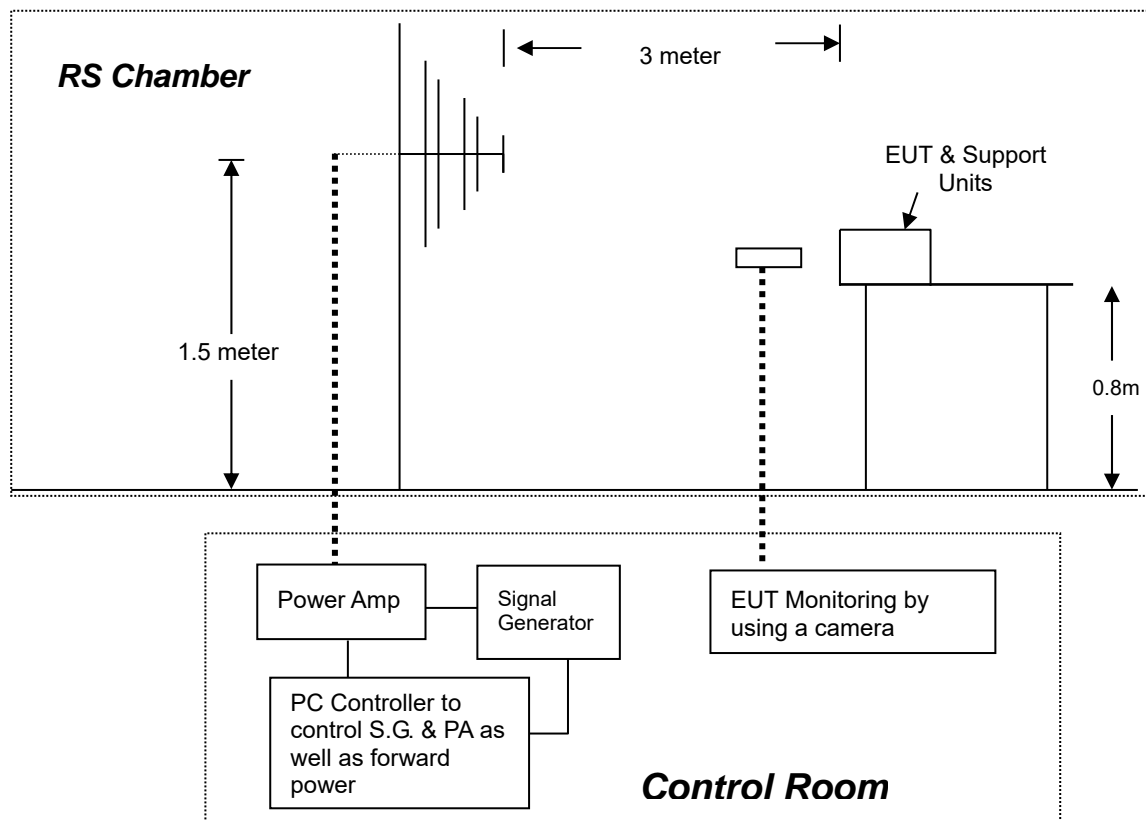 RS Chamber
3 meter
EUT & Support
Units
1.5 meter
0.8m
Power Amp
Signal
Generator
EUT Monitoring by
using a camera
PC Controller to
control S.G. & PA as
well as forward
power
Control Room